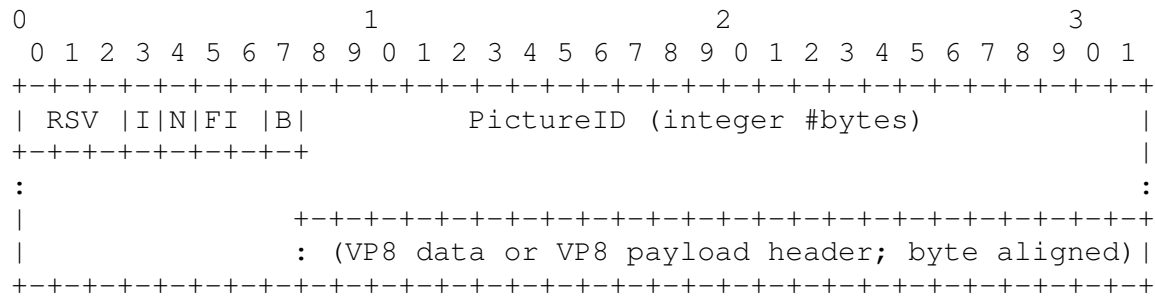 0                   1                   2                   3
 0 1 2 3 4 5 6 7 8 9 0 1 2 3 4 5 6 7 8 9 0 1 2 3 4 5 6 7 8 9 0 1
+-+-+-+-+-+-+-+-+-+-+-+-+-+-+-+-+-+-+-+-+-+-+-+-+-+-+-+-+-+-+-+-+
| RSV |I|N|FI |B|         PictureID (integer #bytes)            |
+-+-+-+-+-+-+-+-+                                               |
:                                                               :
|               +-+-+-+-+-+-+-+-+-+-+-+-+-+-+-+-+-+-+-+-+-+-+-+-+
|               : (VP8 data or VP8 payload header; byte aligned)|
+-+-+-+-+-+-+-+-+-+-+-+-+-+-+-+-+-+-+-+-+-+-+-+-+-+-+-+-+-+-+-+-+